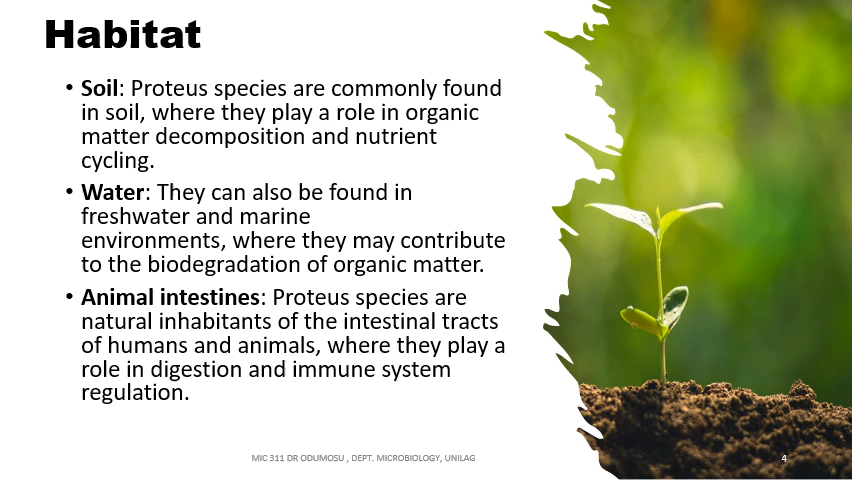 Habitat
• Soil: Proteus species are commonly found
in soil, where they play a role in organic
matter decomposition and nutrient
cycling.
• Water: They can also be found in
freshwater and marine
environments, where they may contribute
to the biodegradation of organic matter.
• Animal intestines: Proteus species are
natural inhabitants of the intestinal tracts
of humans and animals, where they play a
role in digestion and immune system
regulation.
MIC 311 DR ODUMOSU , DEPT. MICROBIOLOGY, UNILAG
4